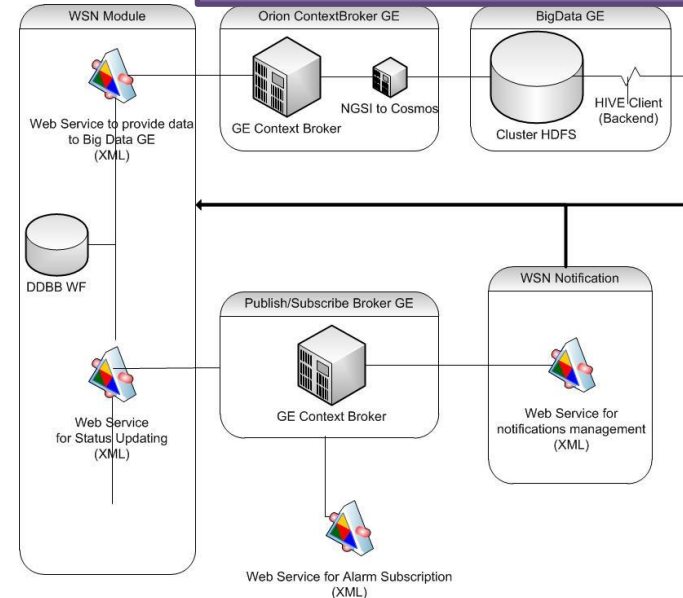 WSN Module
Orion ContextBroker GE
BigData GE
Web Service to provide data
to Big Data GE
(XML)
GE Context Broker
NGSI to Cosmos
Cluster HDFS
HIVE Client
(Backend)
DDBB WF
Publish/Subscribe Broker GE
WSN Notification
Web Service
for Status Updating
(XML)
GE Context Broker
Web Service for
notifications management
(XML)
Web Service for Alarm Subscription
(XML)